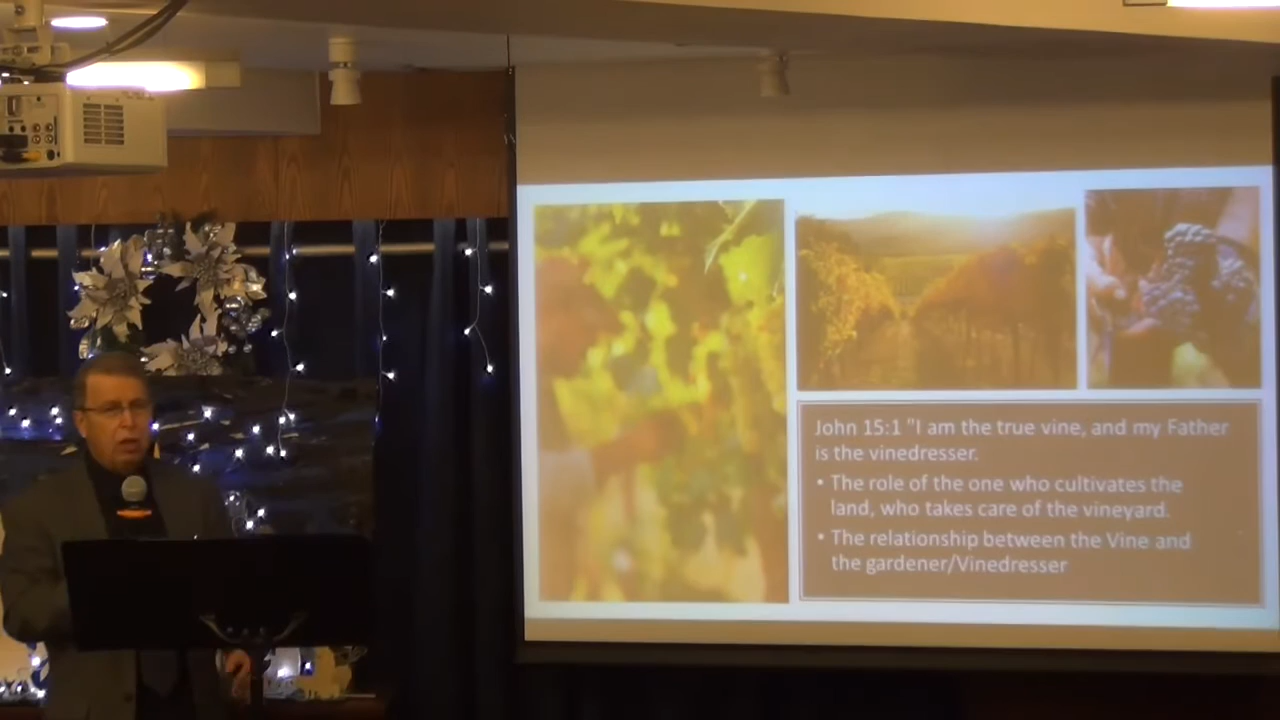 John 15:1 "I am the true vine, and my Father
is the vinedresser.
• The role of the one who cultivates the
land, who takes care of the vineyard.
• The relationship between the Vine and
the gardener/Vinedresser